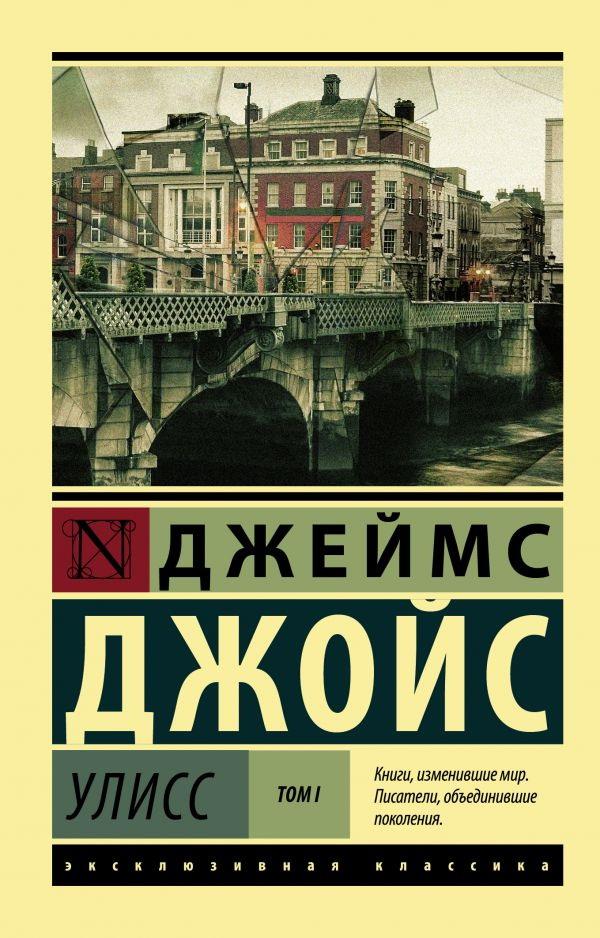 N ДЖЕЙМС
ДЖОЙС
УЛИСС
ТОМ I
Книги, изменившие мир.
Писатели, объединившие
поколения.
эксклюзивная классика